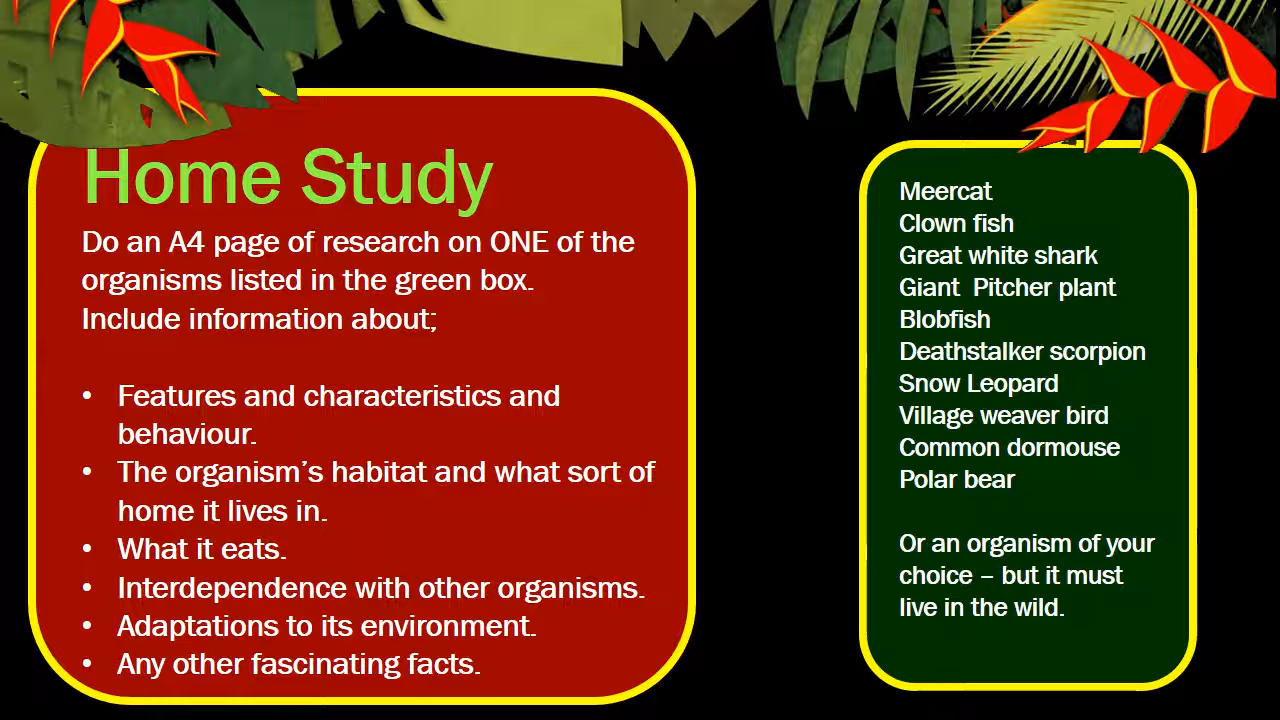 Home Study
Do an A4 page of research on ONE of the
organisms listed in the green box.
Include information about;
• Features and characteristics and
behaviour.
• The organism's habitat and what sort of
home it lives in.
• What it eats.
• Interdependence with other organisms.
• Adaptations to its environment.
• Any other fascinating facts.
Meercat
Clown fish
Great white shark
Giant  Pitcher plant
Blobfish
Deathstalker scorpion
Snow Leopard
Village weaver bird
Common dormouse
Polar bear
Or an organism of your
choice – but it must
live in the wild.